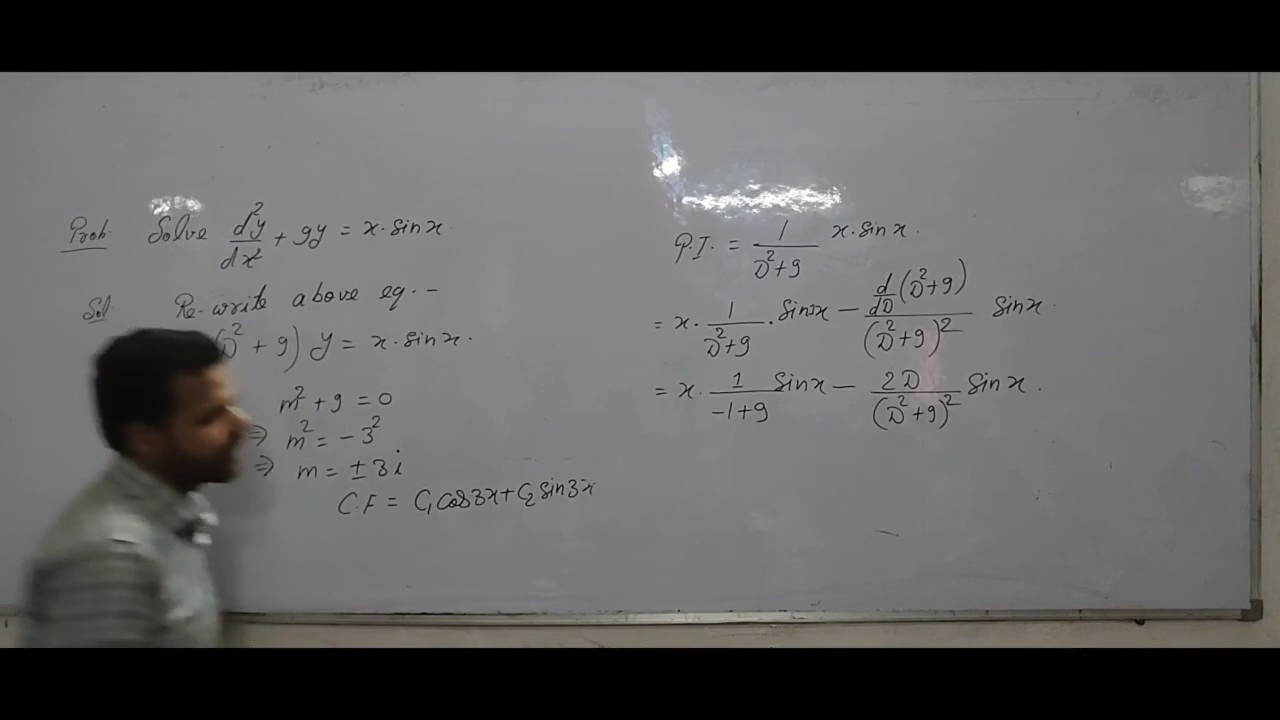 Prob. Solve d²y/dx² + 9y = x·sinx.
Sol Re-write above eq. -
(D² + 9) y = x·sinx.
m² + 9 = 0
⇒ m² = -3²
⇒ m = ± 3i
C.F = C₁cos3x + C₂ sin3x
P.I. = 1/(D²+9) x·sinx.
= x· 1/(D²+9) · sinx - d/dD(D²+9)/(D²+9)² sinx.
= x· 1/(-1+9) sinx - 2D/(D²+9)² sinx.